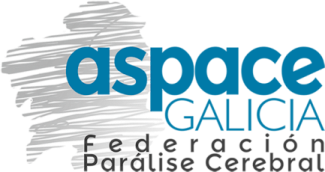 aspace
GALICIA
Federación
Parálise Cerebral